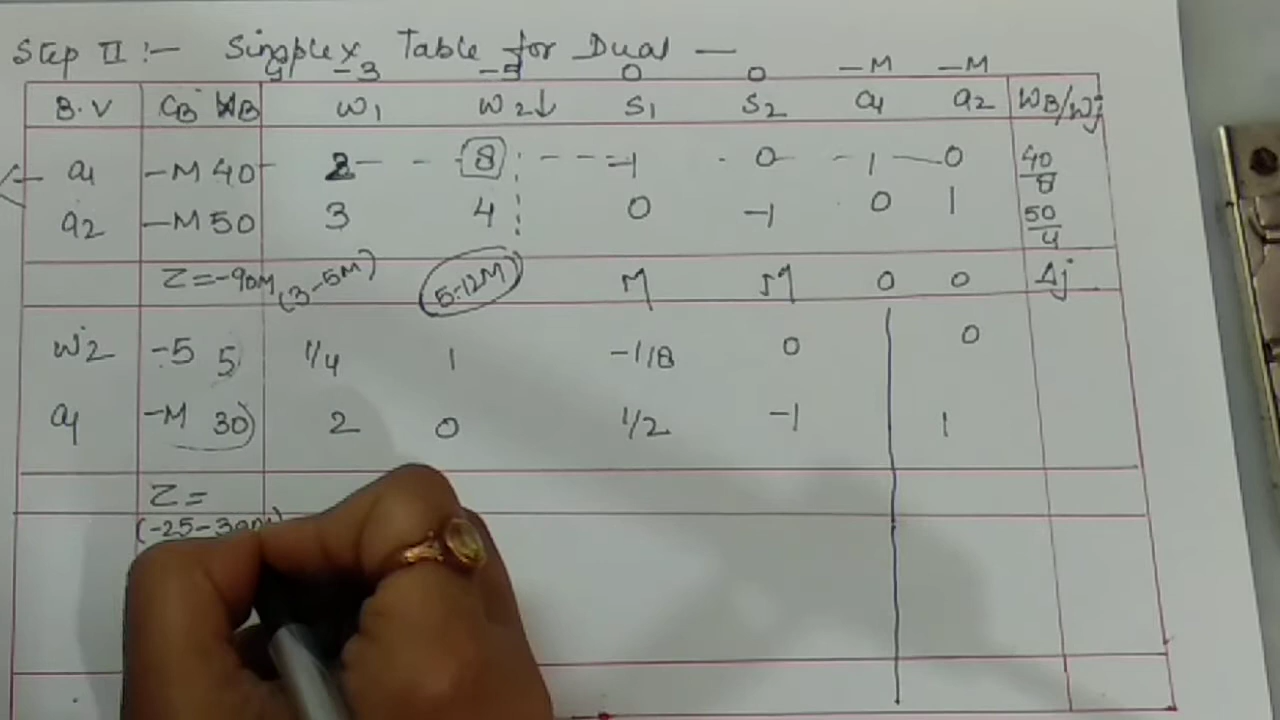 Step II :- Simplex Table for Dual —
Cj -3 -5 0 0 -M -M
B.V CB WB W1 W2↓ S1 S2 a1 a2 WB/Wj
a1 -M 40 2 8 -1 0 1 0 40/8
a2 -M 50 3 4 0 -1 0 1 50/4
Z=-90M (3-5M) 5-12M M M 0 0 Δj
W2 -5 5 1/4 1 -1/8 0 0
a1 -M 30 2 0 1/2 -1 1
Z=
(-25-30M)